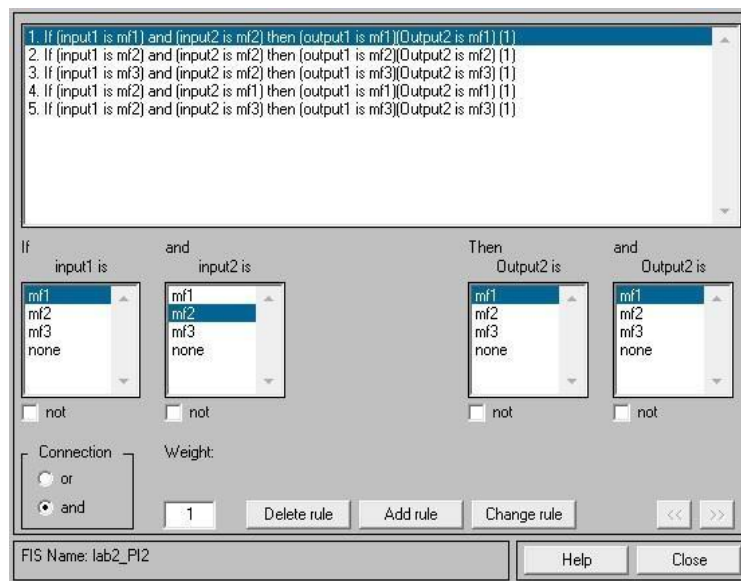 1. If (input1 is mf1) and (input2 is mf2) then (output1 is mf1)(Output2 is mf1) (1)
2. If (input1 is mf2) and (input2 is mf2) then (output1 is mf2)(Output2 is mf2) (1)
3. If (input1 is mf3) and (input2 is mf2) then (output1 is mf3)(Output2 is mf3) (1)
4. If (input1 is mf2) and (input2 is mf1) then (output1 is mf1)(Output2 is mf1) (1)
5. If (input1 is mf2) and (input2 is mf3) then (output1 is mf3)(Output2 is mf3) (1)
If
input1 is
mf1
mf2
mf3
none
not
and
input2 is
mf1
mf2
mf3
none
not
Then
Output2 is
mf1
mf2
mf3
none
not
and
Output2 is
mf1
mf2
mf3
none
not
Connection
or
and
Weight:
1
Delete rule
Add rule
Change rule
<<
>>
FIS Name: lab2_PI2
Help
Close